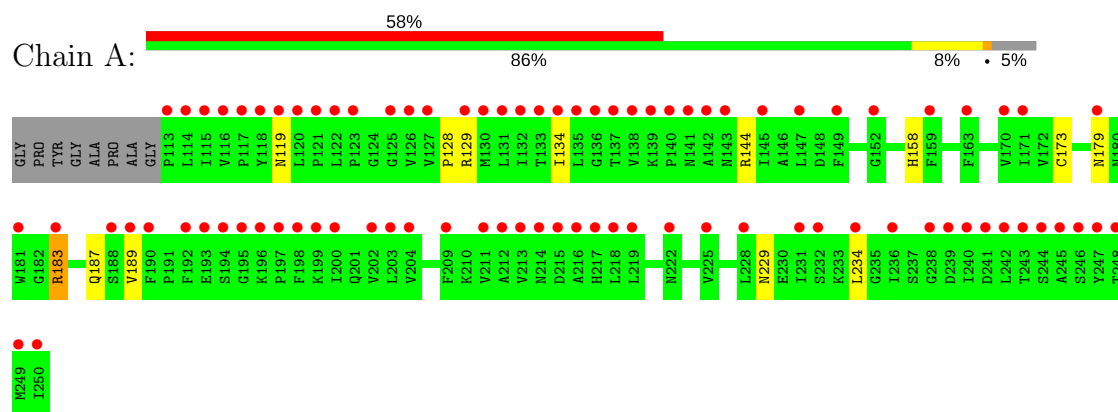 58%
Chain A:
86% 8% • 5%
GLY PRO TYR GLY ALA PRO ALA GLY P113 L114 I115 V116 P117 Y118 N119 L120 P121 L122 P123 G124 G125 V126 V127 P128 R129 M130 L131 I132 T133 I134 L135 G136 T137 V138 K139 P140 N141 A142 N143 R144 I145 A146 L147 D148 F149 G152 H158 F159 F163 V170 I171 V172 C173 N179 N180
W181 G182 R183 Q187 S188 V189 F190 P191 F192 E193 S194 G195 K196 P197 F198 K199 I200 Q201 V202 L203 V204 F209 K210 V211 A212 V213 N214 D215 A216 H217 L218 L219 N222 V225 L228 N229 E230 I231 S232 K233 L234 G235 I236 S237 G238 D239 I240 D241 L242 T243 S244 A245 S246 Y247 T248
M249 I250